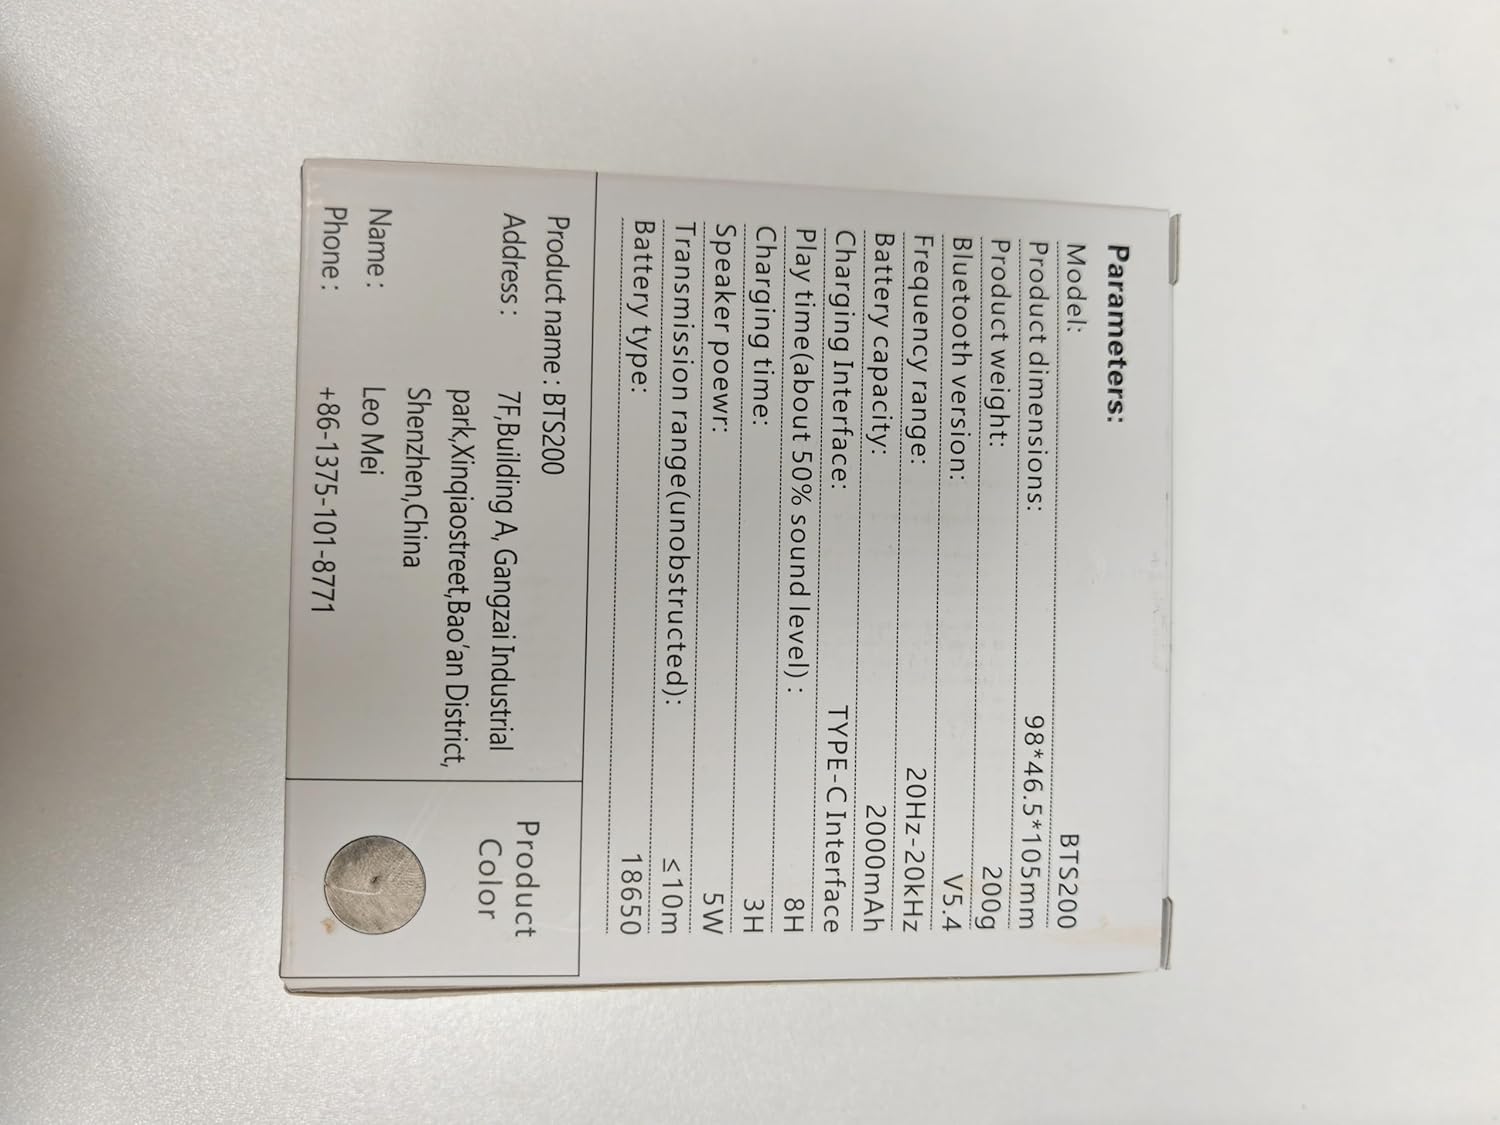 Parameters:
Model: BTS200
Product dimensions: 98*46.5*105mm
Product weight: 200g
Bluetooth version: V5.4
Frequency range: 20Hz-20kHz
Battery capacity: 2000mAh
Charging Interface: TYPE-C Interface
Play time(about 50% sound level) : 8H
Charging time: 3H
Speaker poewr: 5W
Transmission range(unobstructed): ≤10m
Battery type: 18650
Product name : BTS200
Address : 7F,Building A, Gangzai Industrial
park,Xinqiaostreet,Bao'an District,
Shenzhen,China
Name : Leo Mei
Phone : +86-1375-101-8771
Product
Color